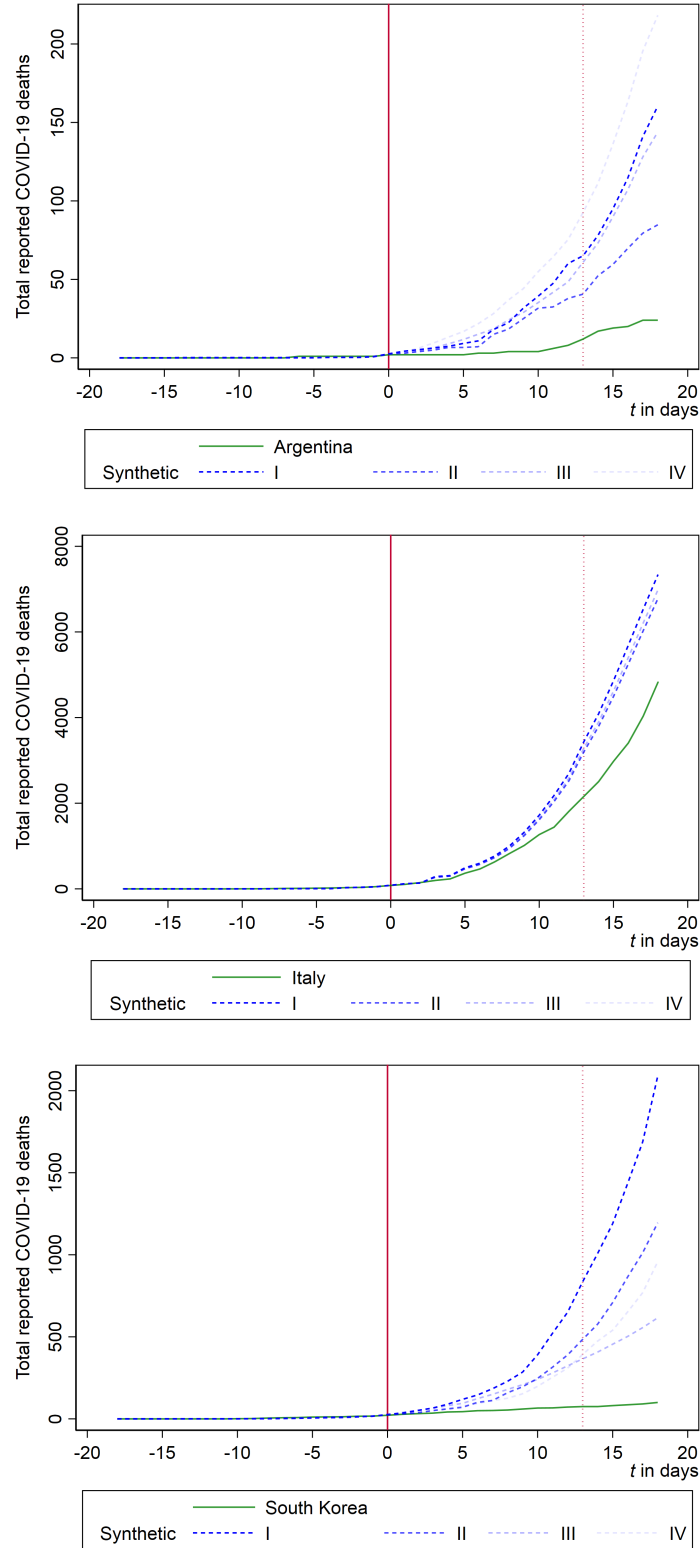 Total reported COVID-19 deaths
200
150
100
50
0
-20 -15 -10 -5 0 5 10 15 20
t in days
Argentina
Synthetic I II III IV
Total reported COVID-19 deaths
8000
6000
4000
2000
0
-20 -15 -10 -5 0 5 10 15 20
t in days
Italy
Synthetic I II III IV
Total reported COVID-19 deaths
2000
1500
1000
500
0
-20 -15 -10 -5 0 5 10 15 20
t in days
South Korea
Synthetic I II III IV